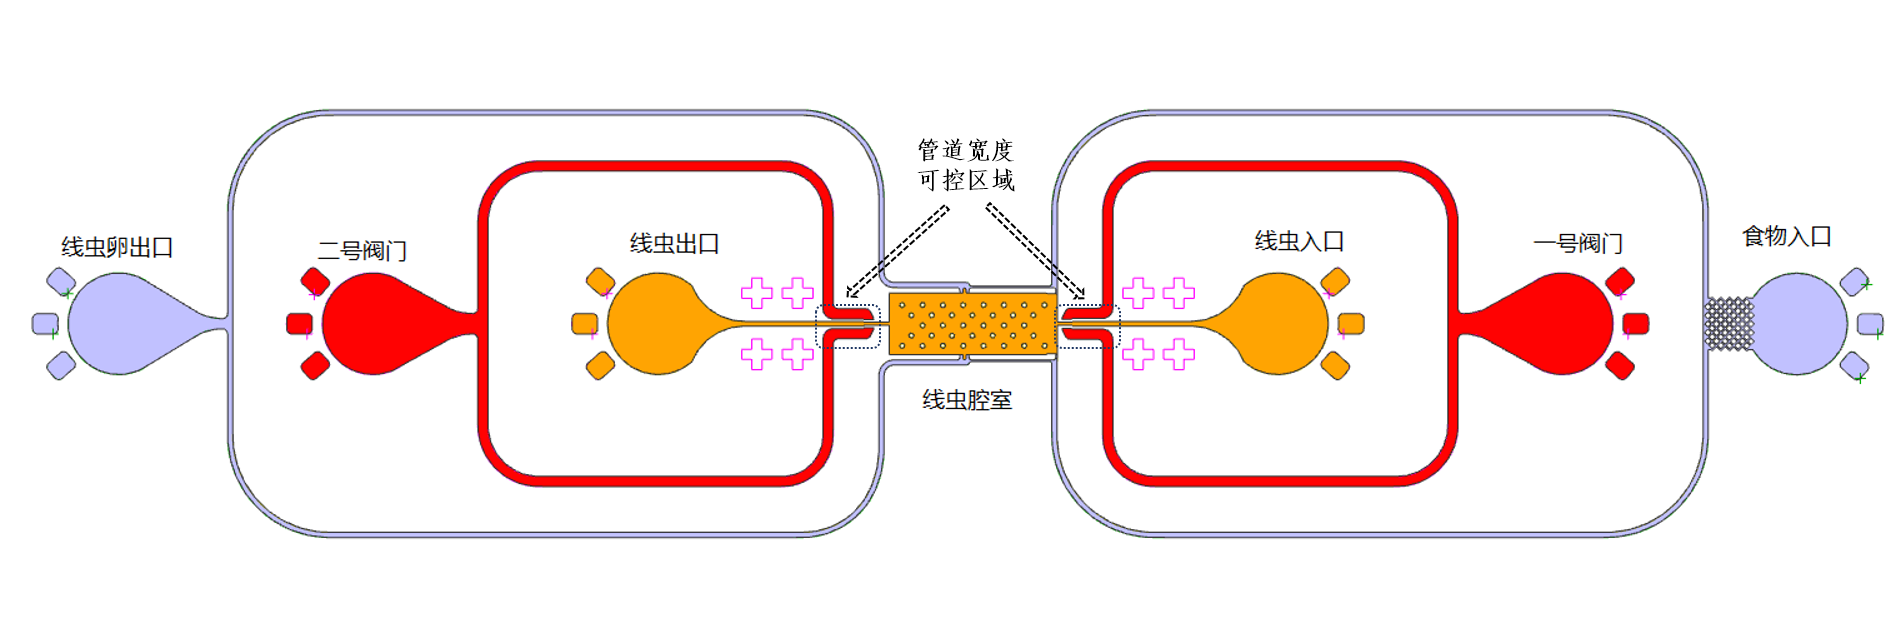 管道宽度
可控区域
线虫卵出口
二号阀门
线虫出口
线虫入口
一号阀门
食物入口
线虫腔室